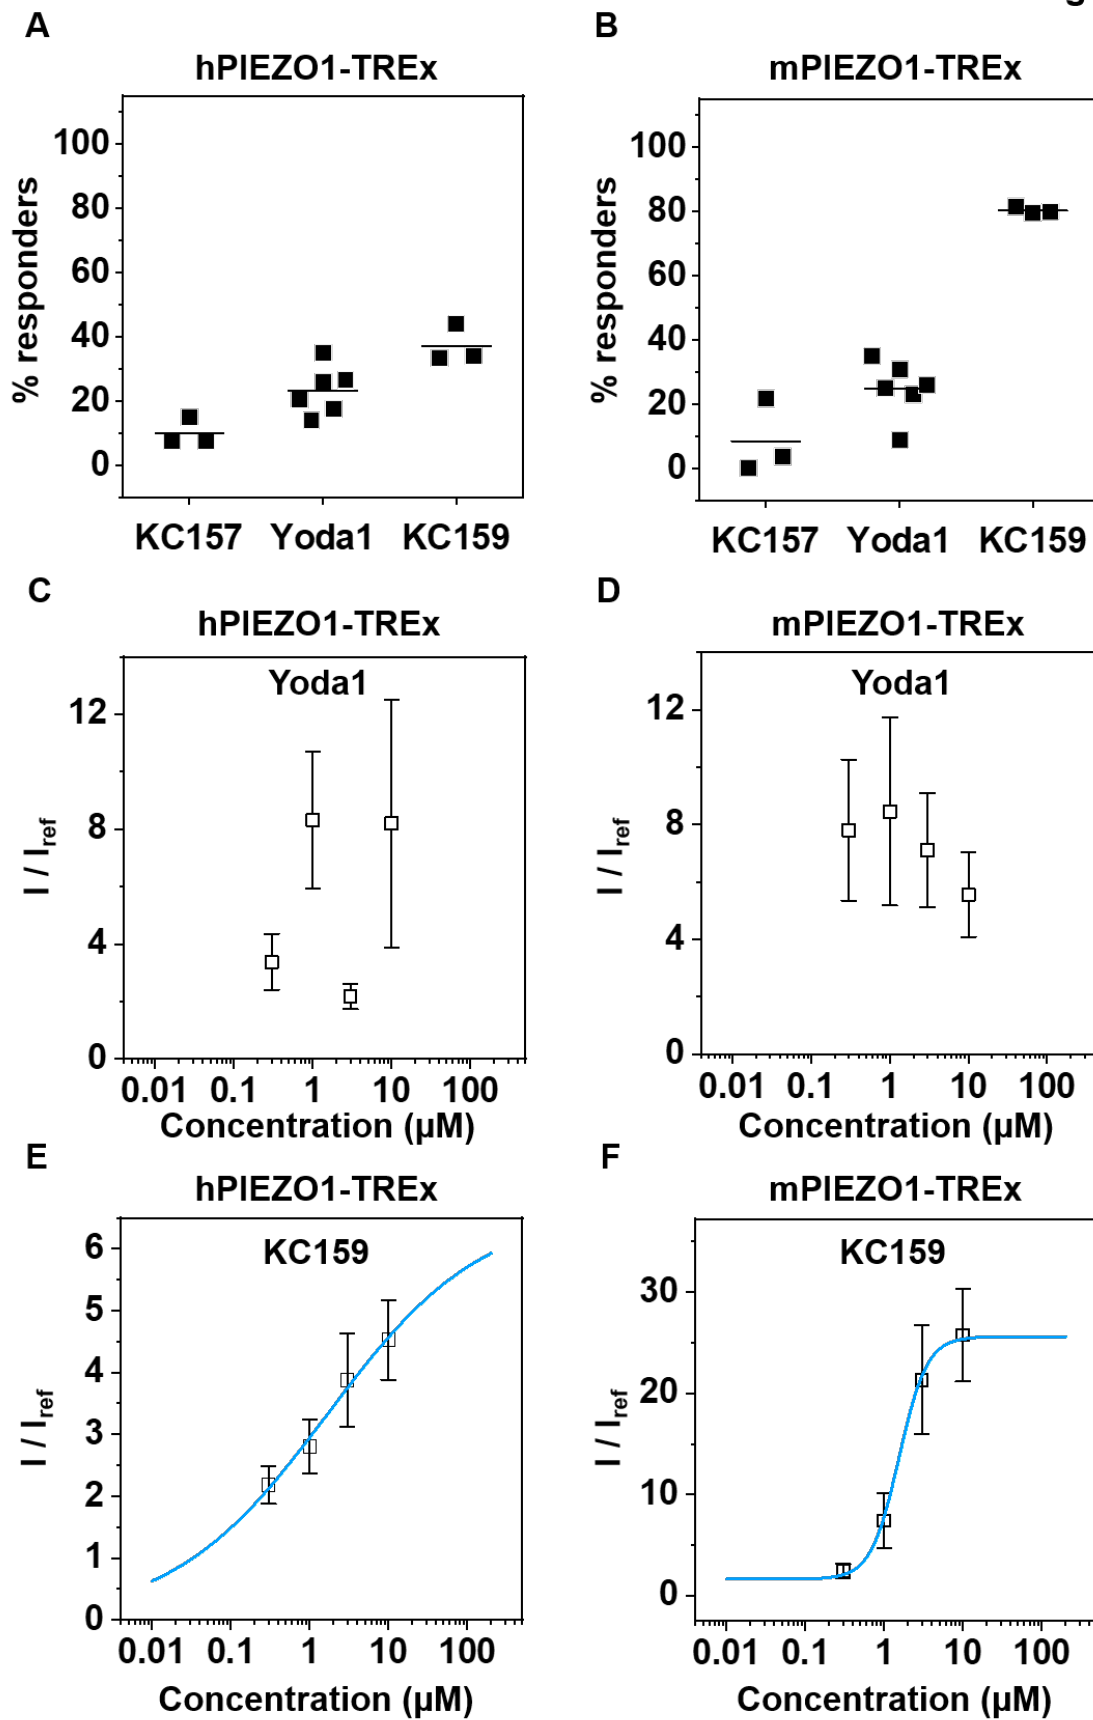 A
hPIEZO1-TREx
% responders
100
80
60
40
20
0
KC157 Yoda1 KC159
B
mPIEZO1-TREx
% responders
100
80
60
40
20
0
KC157 Yoda1 KC159
C
hPIEZO1-TREx
Yoda1
I / Iref
12
8
4
0
0.01 0.1 1 10 100
Concentration (µM)
D
mPIEZO1-TREx
Yoda1
I / Iref
12
8
4
0
0.01 0.1 1 10 100
Concentration (µM)
E
hPIEZO1-TREx
KC159
I / Iref
6
5
4
3
2
1
0
0.01 0.1 1 10 100
Concentration (µM)
F
mPIEZO1-TREx
KC159
I / Iref
30
20
10
0
0.01 0.1 1 10 100
Concentration (µM)